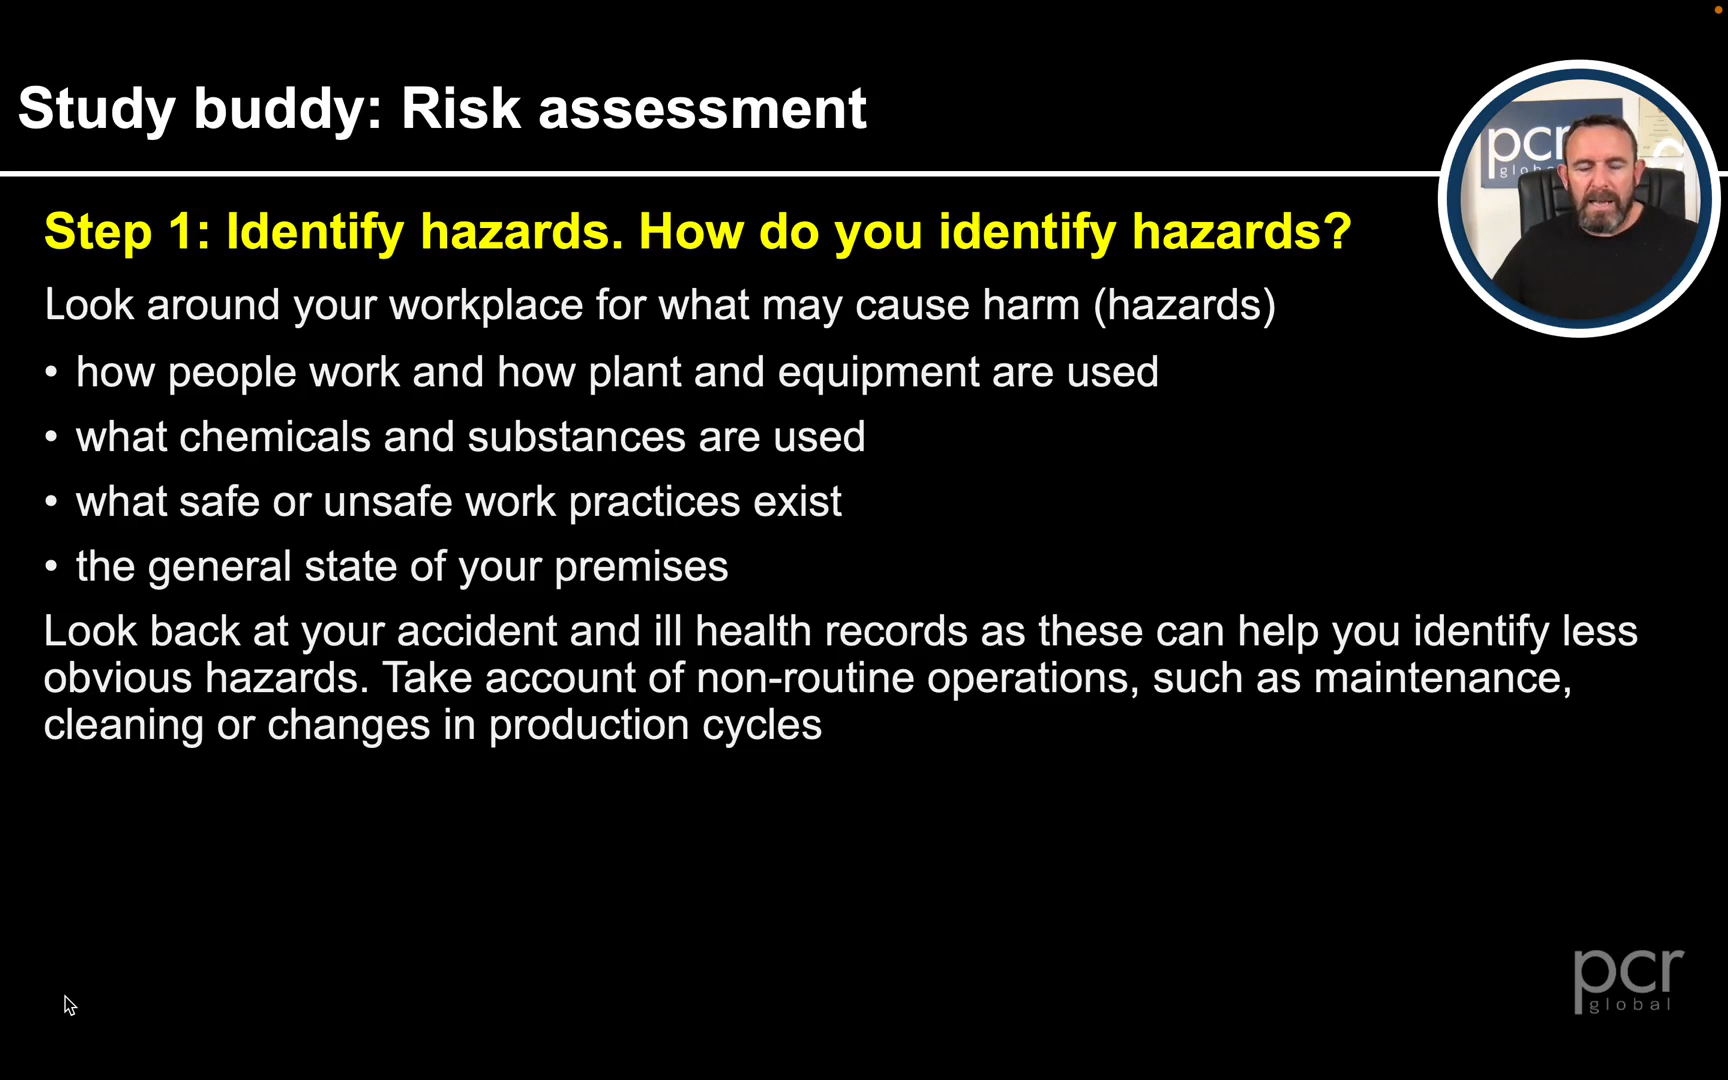 Study buddy: Risk assessment
pcr
global
Step 1: Identify hazards. How do you identify hazards?
Look around your workplace for what may cause harm (hazards)
• how people work and how plant and equipment are used
• what chemicals and substances are used
• what safe or unsafe work practices exist
• the general state of your premises
Look back at your accident and ill health records as these can help you identify less
obvious hazards. Take account of non-routine operations, such as maintenance,
cleaning or changes in production cycles
pcr
global